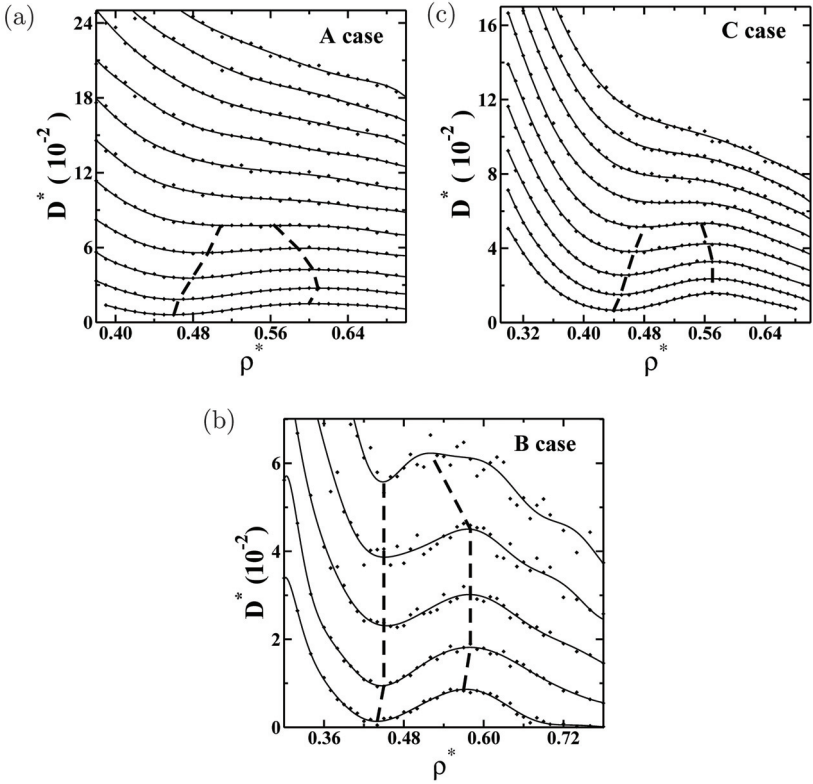 (a)
A case
24
18
12
6
0
D* (10⁻²)
0.40 0.48 0.56 0.64
ρ*
(c)
C case
16
12
8
4
0
D* (10⁻²)
0.32 0.40 0.48 0.56 0.64
ρ*
(b)
B case
6
4
2
0
D* (10⁻²)
0.36 0.48 0.60 0.72
ρ*